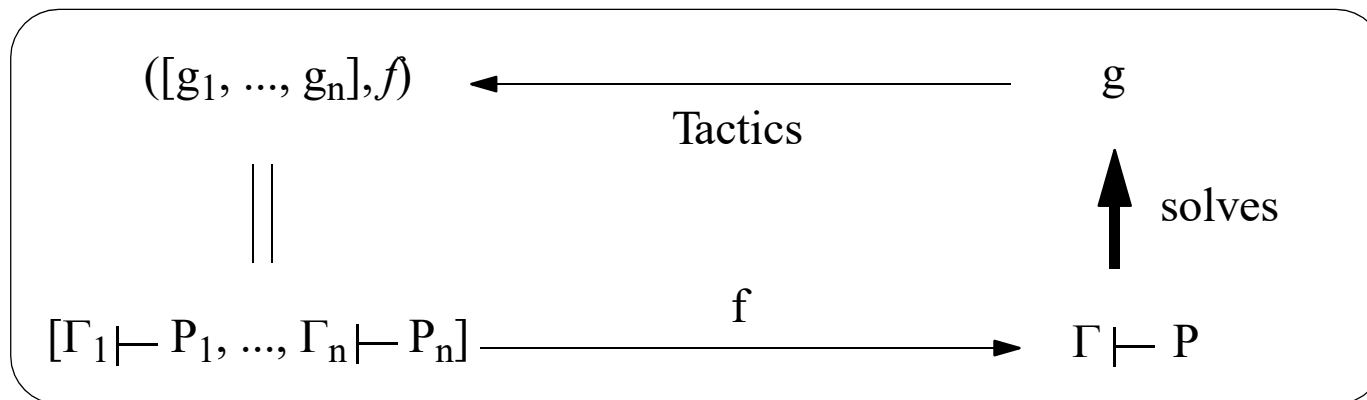 ([g₁, ..., gₙ], f) g
Tactics
solves
f
[Γ₁ ⊢ P₁, ..., Γₙ ⊢ Pₙ] Γ ⊢ P